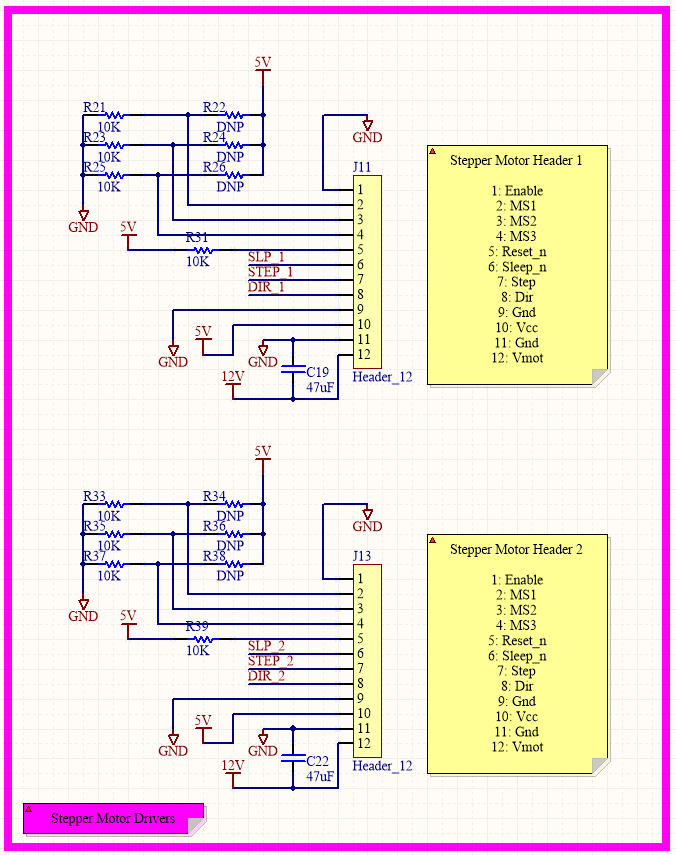 5V
R21
10K
R22
DNP
R23
10K
R24
DNP
R25
10K
R26
DNP
GND
GND
5V
R31
10K
SLP_1
STEP_1
DIR_1
GND
5V
GND
12V
C19
47uF
J11
1
2
3
4
5
6
7
8
9
10
11
12
Header_12
Stepper Motor Header 1
1: Enable
2: MS1
3: MS2
4: MS3
5: Reset_n
6: Sleep_n
7: Step
8: Dir
9: Gnd
10: Vcc
11: Gnd
12: Vmot
5V
R33
10K
R34
DNP
R35
10K
R36
DNP
R37
10K
R38
DNP
GND
GND
5V
R39
10K
SLP_2
STEP_2
DIR_2
GND
5V
GND
12V
C22
47uF
J13
1
2
3
4
5
6
7
8
9
10
11
12
Header_12
Stepper Motor Header 2
1: Enable
2: MS1
3: MS2
4: MS3
5: Reset_n
6: Sleep_n
7: Step
8: Dir
9: Gnd
10: Vcc
11: Gnd
12: Vmot
Stepper Motor Drivers